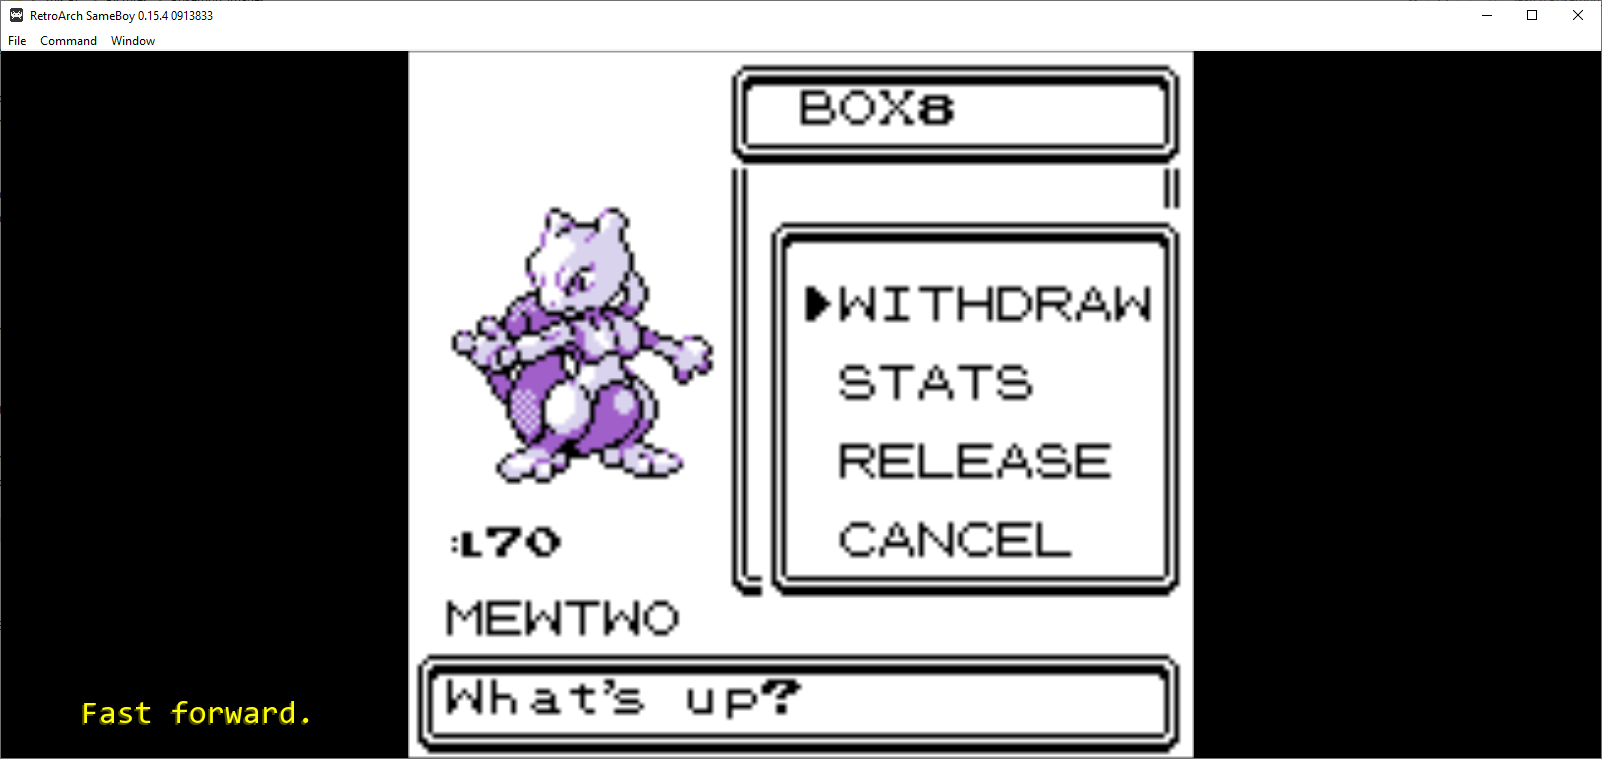 RetroArch SameBoy 0.15.4 0913833
File Command Window
BOX8
WITHDRAW
STATS
RELEASE
CANCEL
:L70
MEWTWO
What's up?
Fast forward.